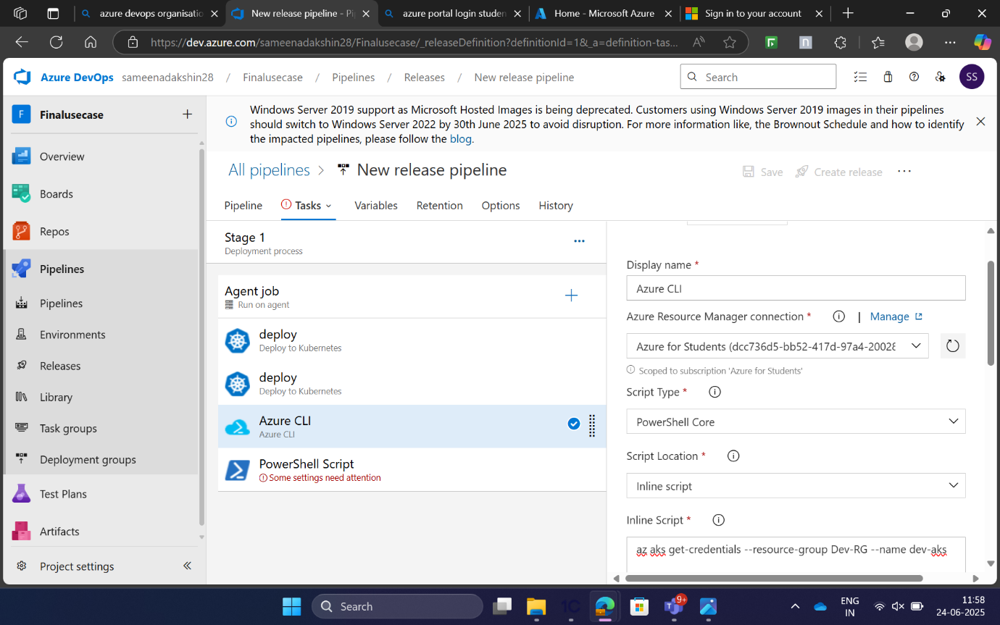 azure devops organisatio
New release pipeline - Pip
azure portal login studen
Home - Microsoft Azure
Sign in to your account
https://dev.azure.com/sameenadakshin28/Finalusecase/_releaseDefinition?definitionId=1&_a=definition-tas...
Azure DevOps sameenadakshin28 / Finalusecase / Pipelines / Releases / New release pipeline
Search
SS
F Finalusecase
Overview
Boards
Repos
Pipelines
Pipelines
Environments
Releases
Library
Task groups
Deployment groups
Test Plans
Artifacts
Project settings
Windows Server 2019 support as Microsoft Hosted Images is being deprecated. Customers using Windows Server 2019 images in their pipelines
should switch to Windows Server 2022 by 30th June 2025 to avoid disruption. For more information like, the Brownout Schedule and how to identify
the impacted pipelines, please follow the blog.
All pipelines > New release pipeline
Save Create release ...
Pipeline Tasks Variables Retention Options History
Stage 1
Deployment process
Agent job
Run on agent
deploy
Deploy to Kubernetes
deploy
Deploy to Kubernetes
Azure CLI
Azure CLI
PowerShell Script
Some settings need attention
Display name *
Azure CLI
Azure Resource Manager connection * | Manage
Azure for Students (dcc736d5-bb52-417d-97a4-20028
Scoped to subscription 'Azure for Students'
Script Type *
PowerShell Core
Script Location *
Inline script
Inline Script *
az aks get-credentials --resource-group Dev-RG --name dev-aks
Search
9+
ENG
IN
11:58
24-06-2025